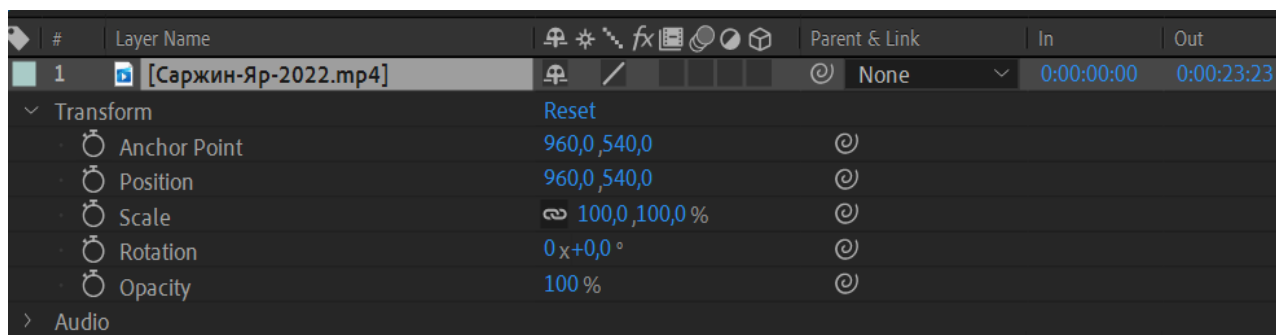 # Layer Name fx Parent & Link In Out
1 [Саржин-Яр-2022.mp4] None 0:00:00:00 0:00:23:23
Transform Reset
Anchor Point 960,0 ,540,0
Position 960,0 ,540,0
Scale 100,0 ,100,0 %
Rotation 0 x+0,0 °
Opacity 100 %
Audio